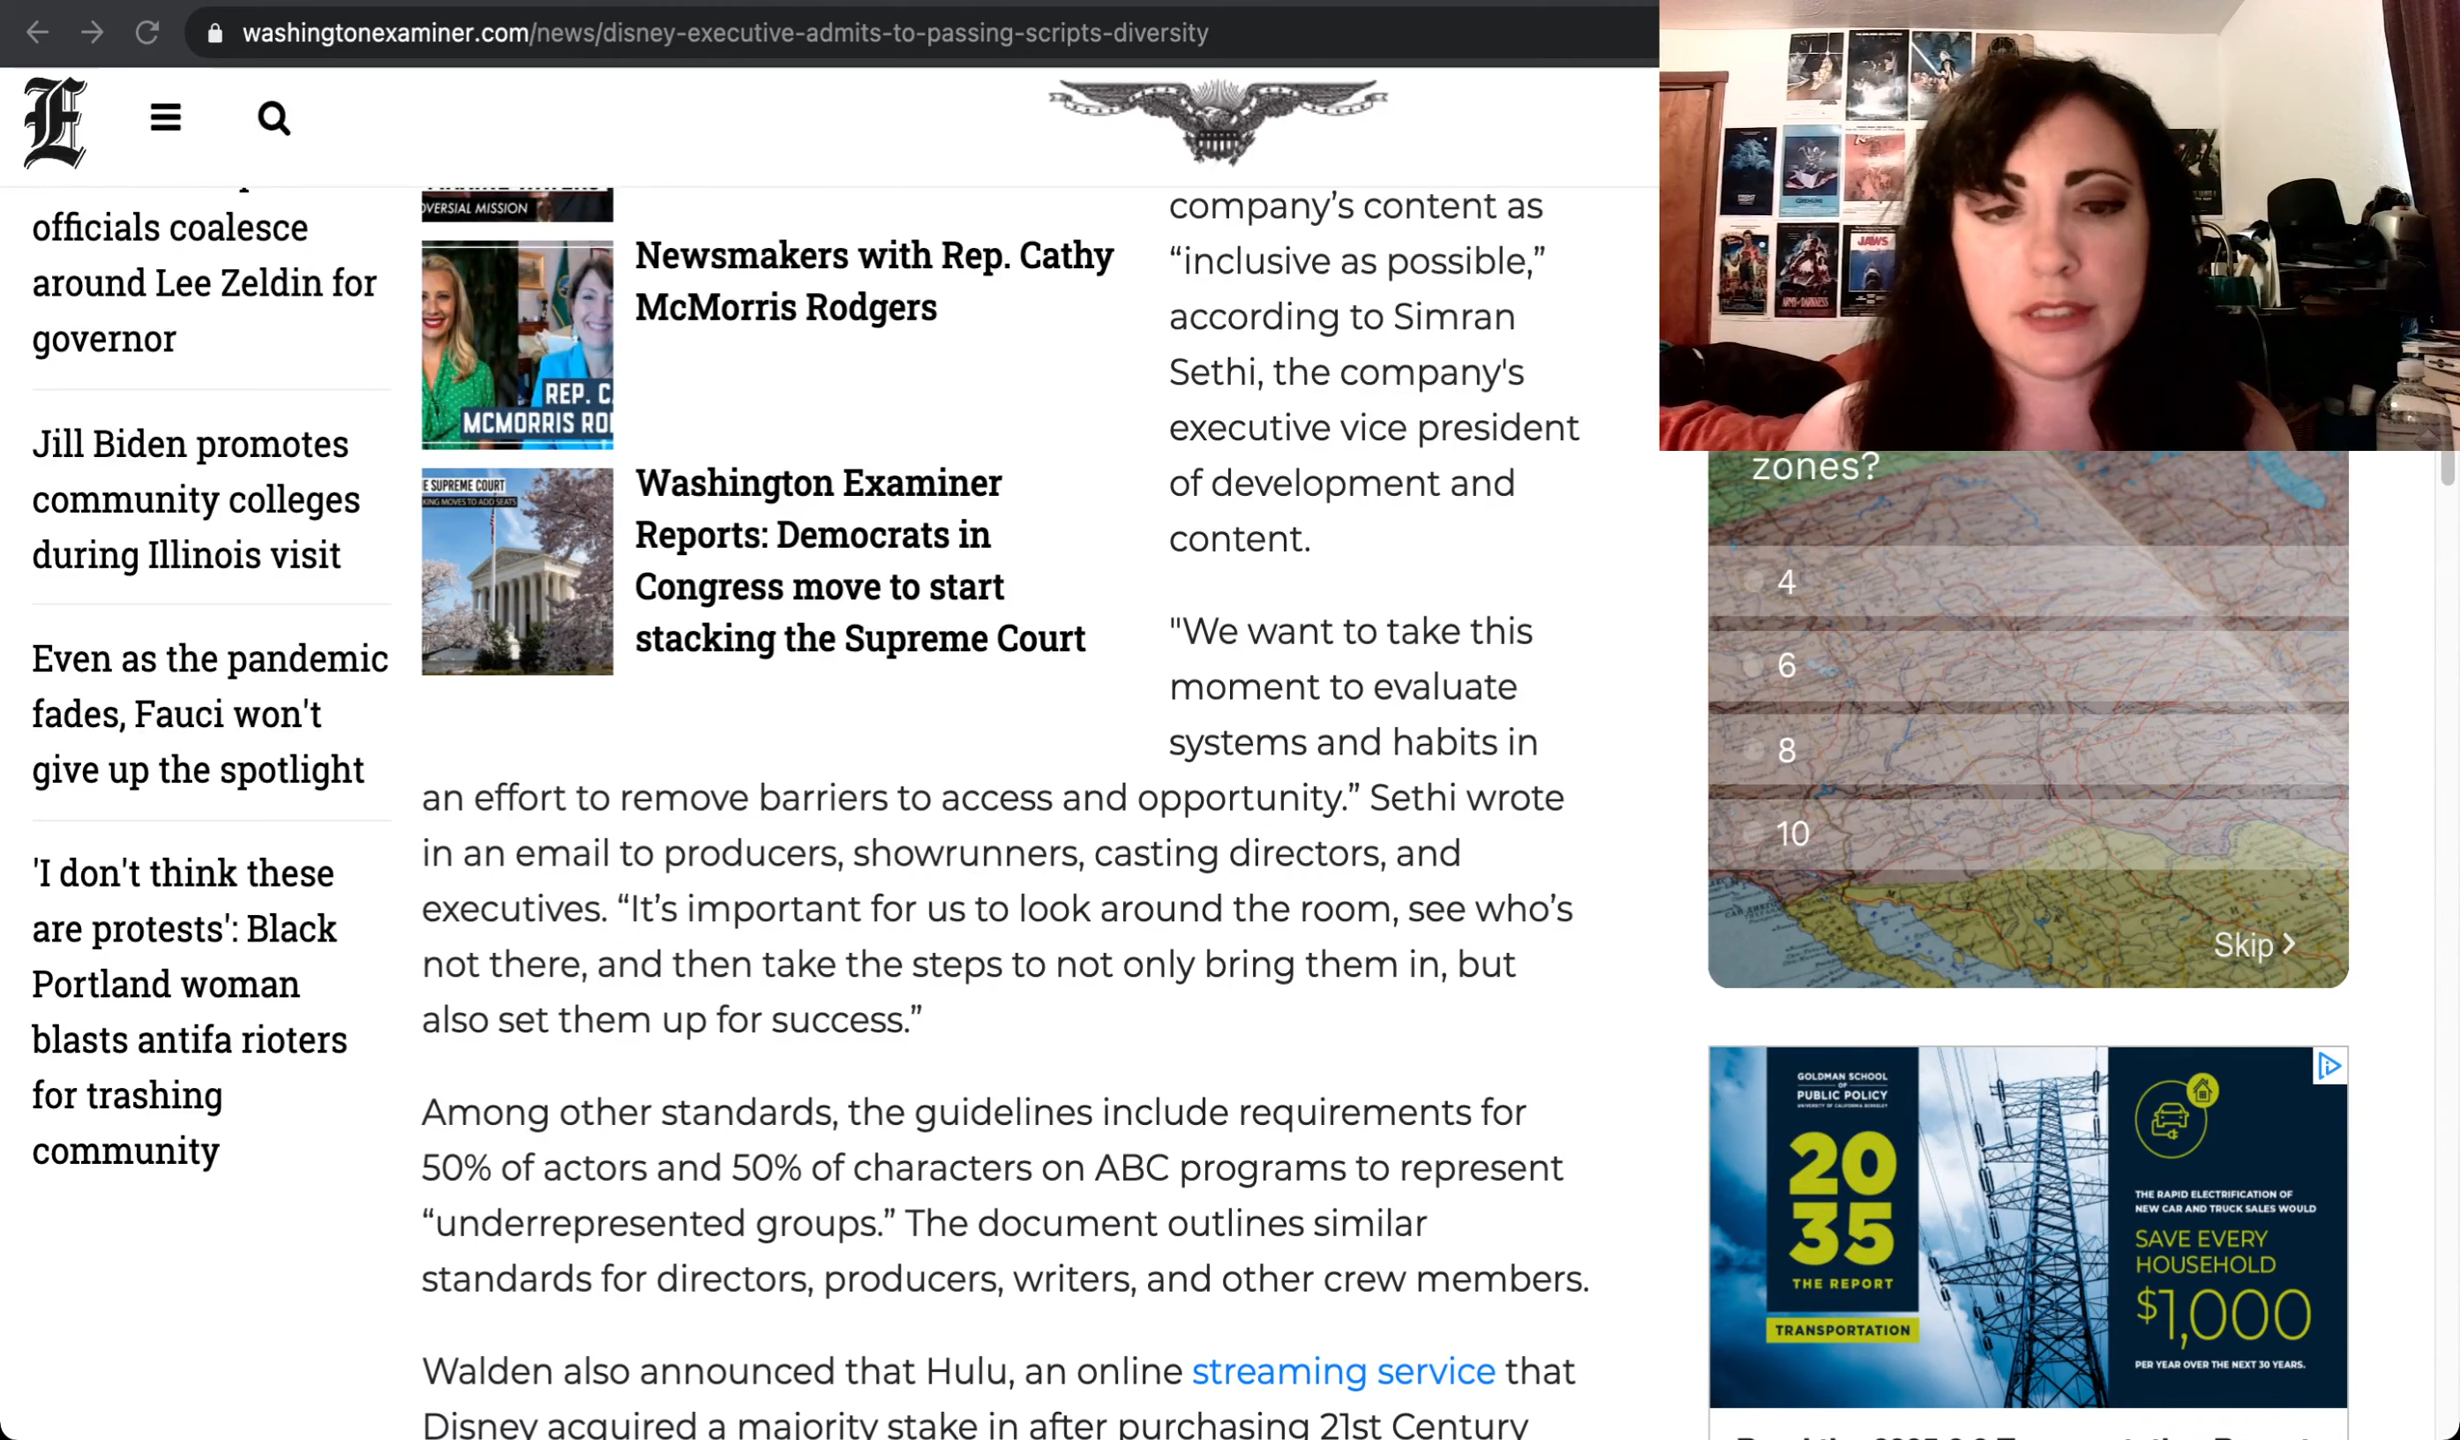 washingtonexaminer.com/news/disney-executive-admits-to-passing-scripts-diversity
E
officials coalesce
around Lee Zeldin for
governor
Jill Biden promotes
community colleges
during Illinois visit
Even as the pandemic
fades, Fauci won't
give up the spotlight
'I don't think these
are protests': Black
Portland woman
blasts antifa rioters
for trashing
community
OVERSIAL MISSION
Newsmakers with Rep. Cathy
McMorris Rodgers
REP. C
MCMORRIS RO
E SUPREME COURT
KING MOVES TO ADD SEATS
Washington Examiner
Reports: Democrats in
Congress move to start
stacking the Supreme Court
company’s content as
“inclusive as possible,”
according to Simran
Sethi, the company's
executive vice president
of development and
content.
"We want to take this
moment to evaluate
systems and habits in
an effort to remove barriers to access and opportunity.” Sethi wrote
in an email to producers, showrunners, casting directors, and
executives. “It’s important for us to look around the room, see who’s
not there, and then take the steps to not only bring them in, but
also set them up for success.”
Among other standards, the guidelines include requirements for
50% of actors and 50% of characters on ABC programs to represent
“underrepresented groups.” The document outlines similar
standards for directors, producers, writers, and other crew members.
Walden also announced that Hulu, an online streaming service that
Disney acquired a majority stake in after purchasing 21st Century
GREMLINS
ARMY OF DARKNESS
JAWS
zones?
4
6
8
10
Skip >
GOLDMAN SCHOOL
OF
PUBLIC POLICY
UNIVERSITY OF CALIFORNIA BERKELEY
20
35
THE REPORT
TRANSPORTATION
THE RAPID ELECTRIFICATION OF
NEW CAR AND TRUCK SALES WOULD
SAVE EVERY
HOUSEHOLD
$1,000
PER YEAR OVER THE NEXT 30 YEARS.